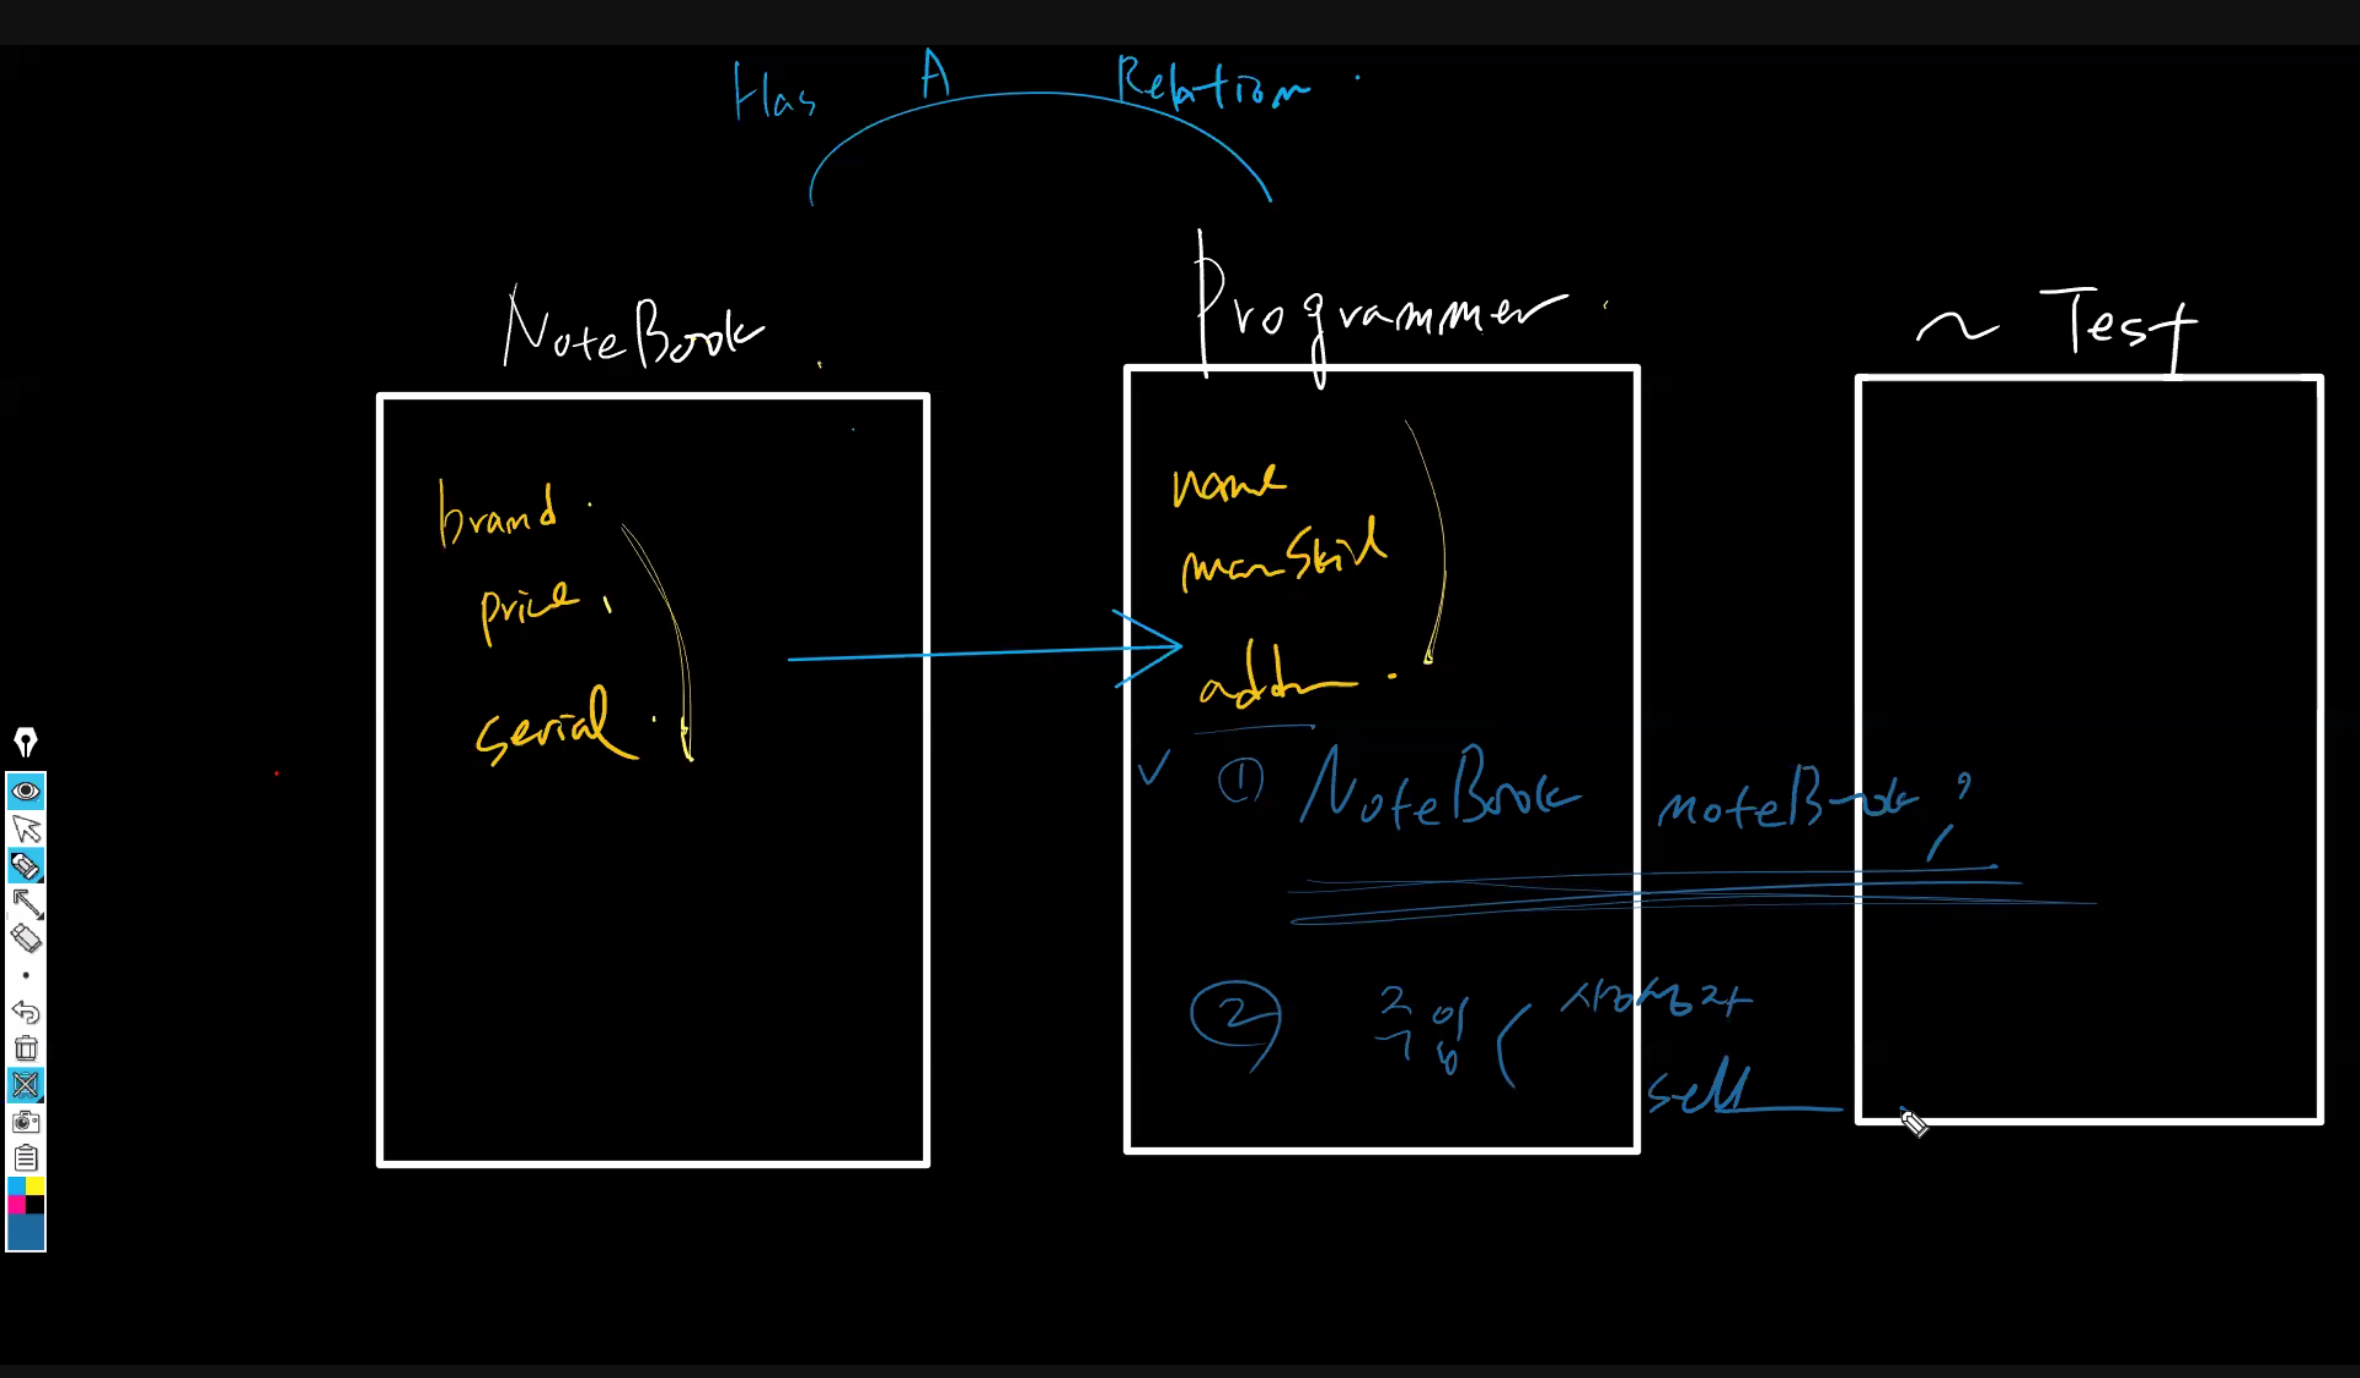 Has A Relation.
NoteBook
Programmer
~ Test
brand
price
serial
name
manSkill
addr
① NoteBook noteBook;
② 주입
생성자
set